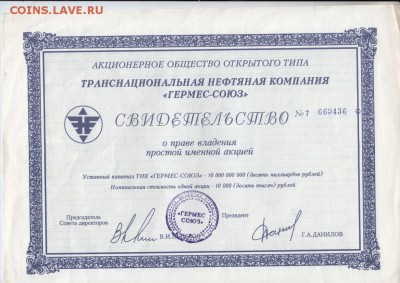 COINS.LAVE.RU
АКЦИОНЕРНОЕ ОБЩЕСТВО ОТКРЫТОГО ТИПА
ТРАНСНАЦИОНАЛЬНАЯ НЕФТЯНАЯ КОМПАНИЯ
«ГЕРМЕС-СОЮЗ»
СВИДЕТЕЛЬСТВО
№ 7 669436
о праве владения
простой именной акцией
Уставный капитал ТНК «ГЕРМЕС-СОЮЗ» - 10 000 000 000 (Десять миллиардов рублей)
Номинальная стоимость одной акции - 10 000 (Десять тысяч) рублей
Председатель
Совета директоров
«ГЕРМЕС
СОЮЗ»
Президент
Г.А.ДАНИЛОВ